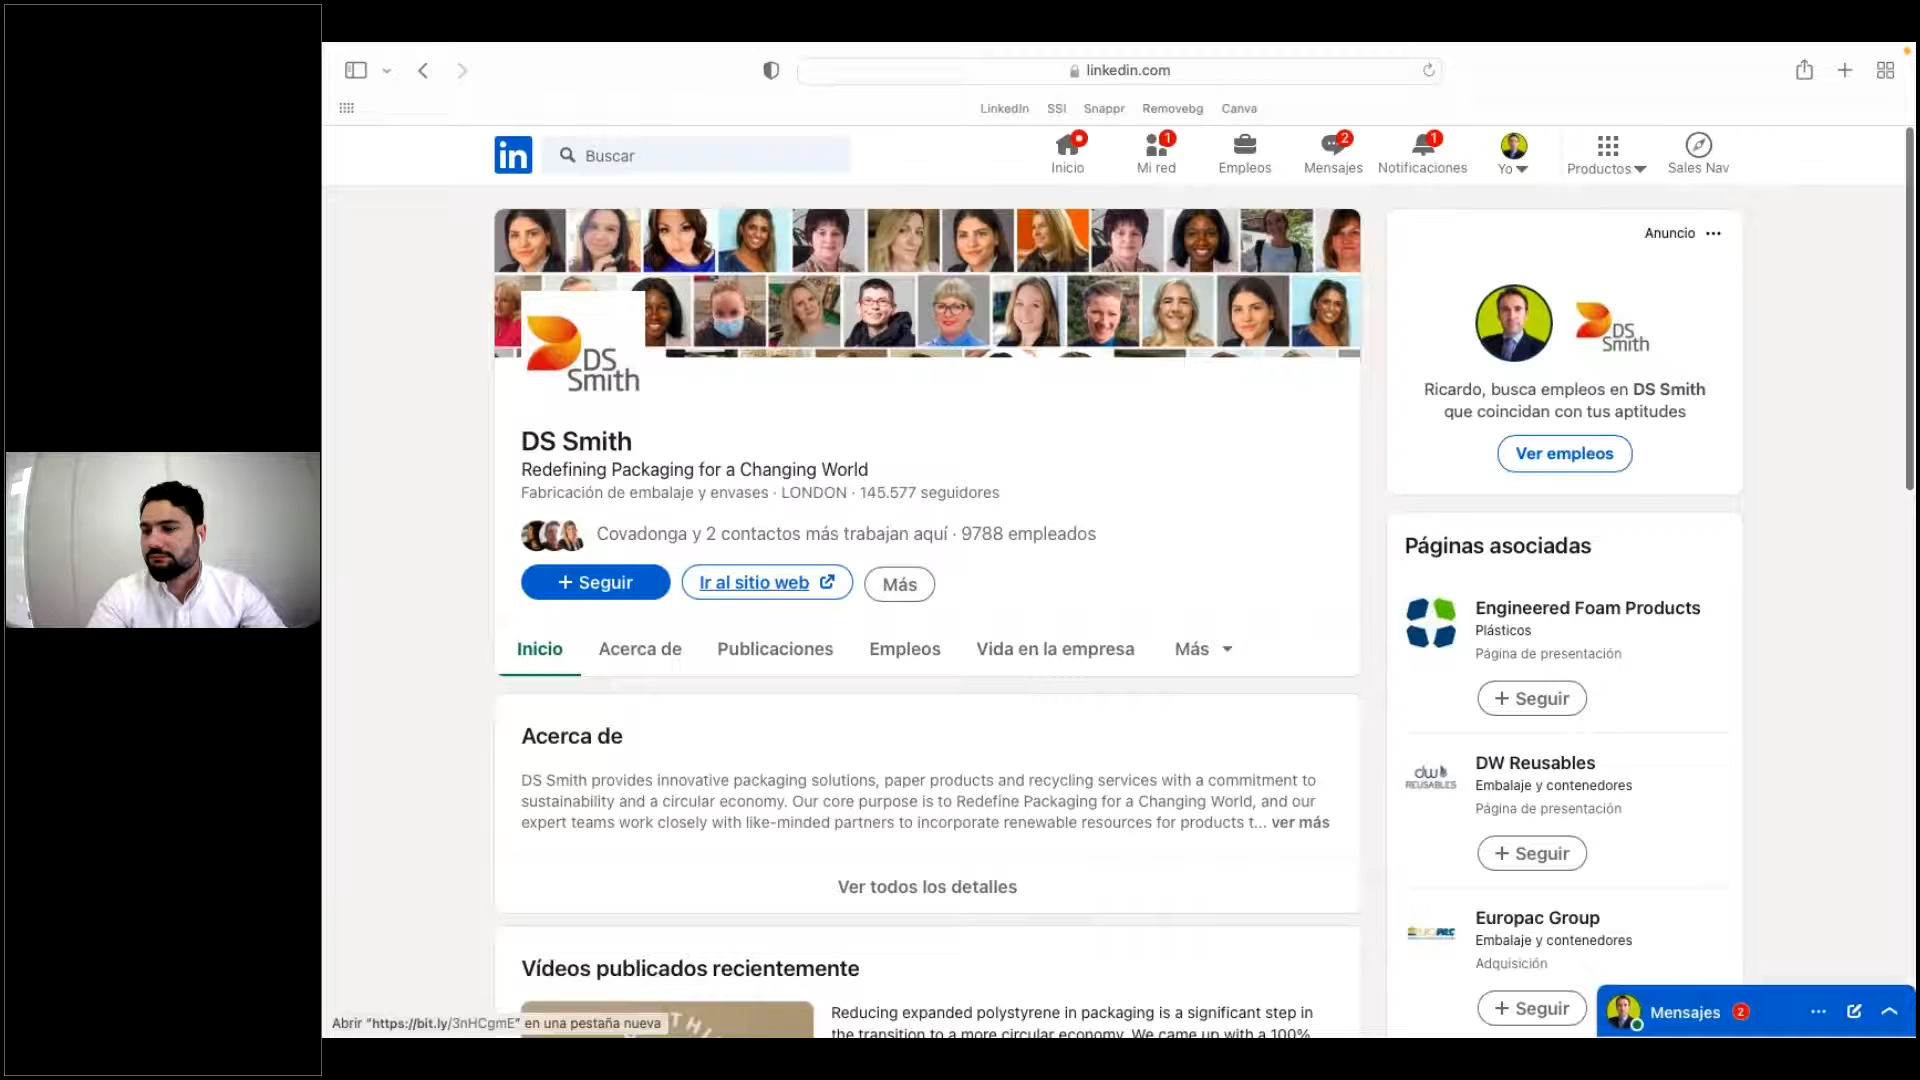 linkedin.com
LinkedIn SSI Snappr Removebg Canva
in
Buscar
Inicio
1
Mi red
Empleos
2
Mensajes
1
Notificaciones
Yo
Productos
Sales Nav
DS
Smith
DS Smith
Redefining Packaging for a Changing World
Fabricación de embalaje y envases · LONDON · 145.577 seguidores
Covadonga y 2 contactos más trabajan aquí · 9788 empleados
+ Seguir
Ir al sitio web
Más
Inicio Acerca de Publicaciones Empleos Vida en la empresa Más
Acerca de
DS Smith provides innovative packaging solutions, paper products and recycling services with a commitment to
sustainability and a circular economy. Our core purpose is to Redefine Packaging for a Changing World, and our
expert teams work closely with like-minded partners to incorporate renewable resources for products t... ver más
Ver todos los detalles
Vídeos publicados recientemente
Reducing expanded polystyrene in packaging is a significant step in
the transition to a more circular economy. We came up with a 100%
Abrir "https://bit.ly/3nHCgmE" en una pestaña nueva
Anuncio ···
DS
Smith
Ricardo, busca empleos en DS Smith
que coincidan con tus aptitudes
Ver empleos
Páginas asociadas
Engineered Foam Products
Plásticos
Página de presentación
+ Seguir
dw
REUSABLES
DW Reusables
Embalaje y contenedores
Página de presentación
+ Seguir
Europac Group
Embalaje y contenedores
Adquisición
+ Seguir
Mensajes 2 ···